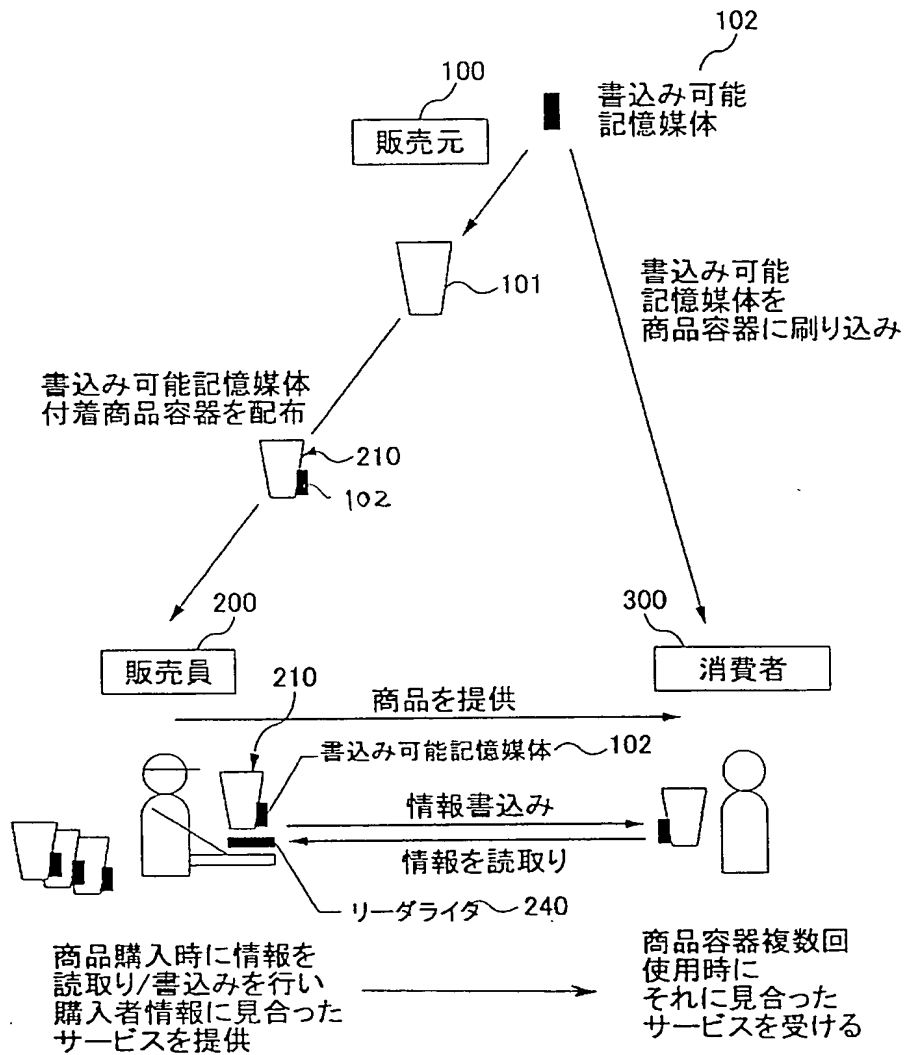 102
100
書込み可能
記憶媒体
販売元
101
書込み可能
記憶媒体を
商品容器に刷り込み
書込み可能記憶媒体
付着商品容器を配布
210
102
200
300
販売員
消費者
210
商品を提供
書込み可能記憶媒体
102
情報書込み
情報を読取り
リーダライタ
240
商品購入時に情報を
読取り/書込みを行い
購入者情報に見合った
サービスを提供
商品容器複数回
使用時に
それに見合った
サービスを受ける